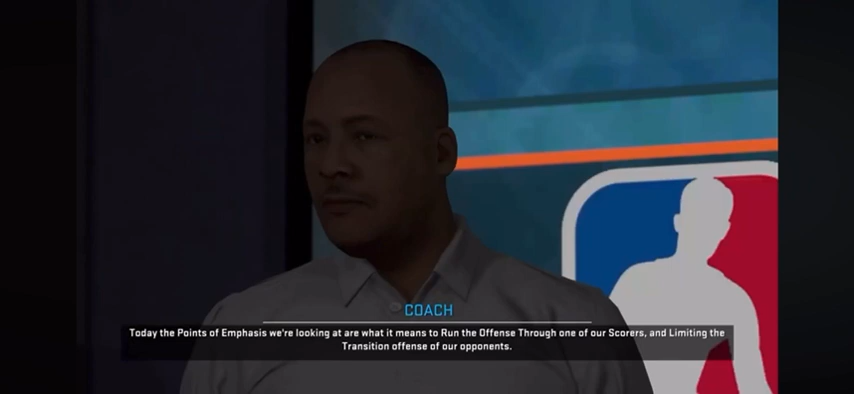 COACH
Today the Points of Emphasis we're looking at are what it means to Run the Offense Through one of our Scorers, and Limiting the
Transition offense of our opponents.